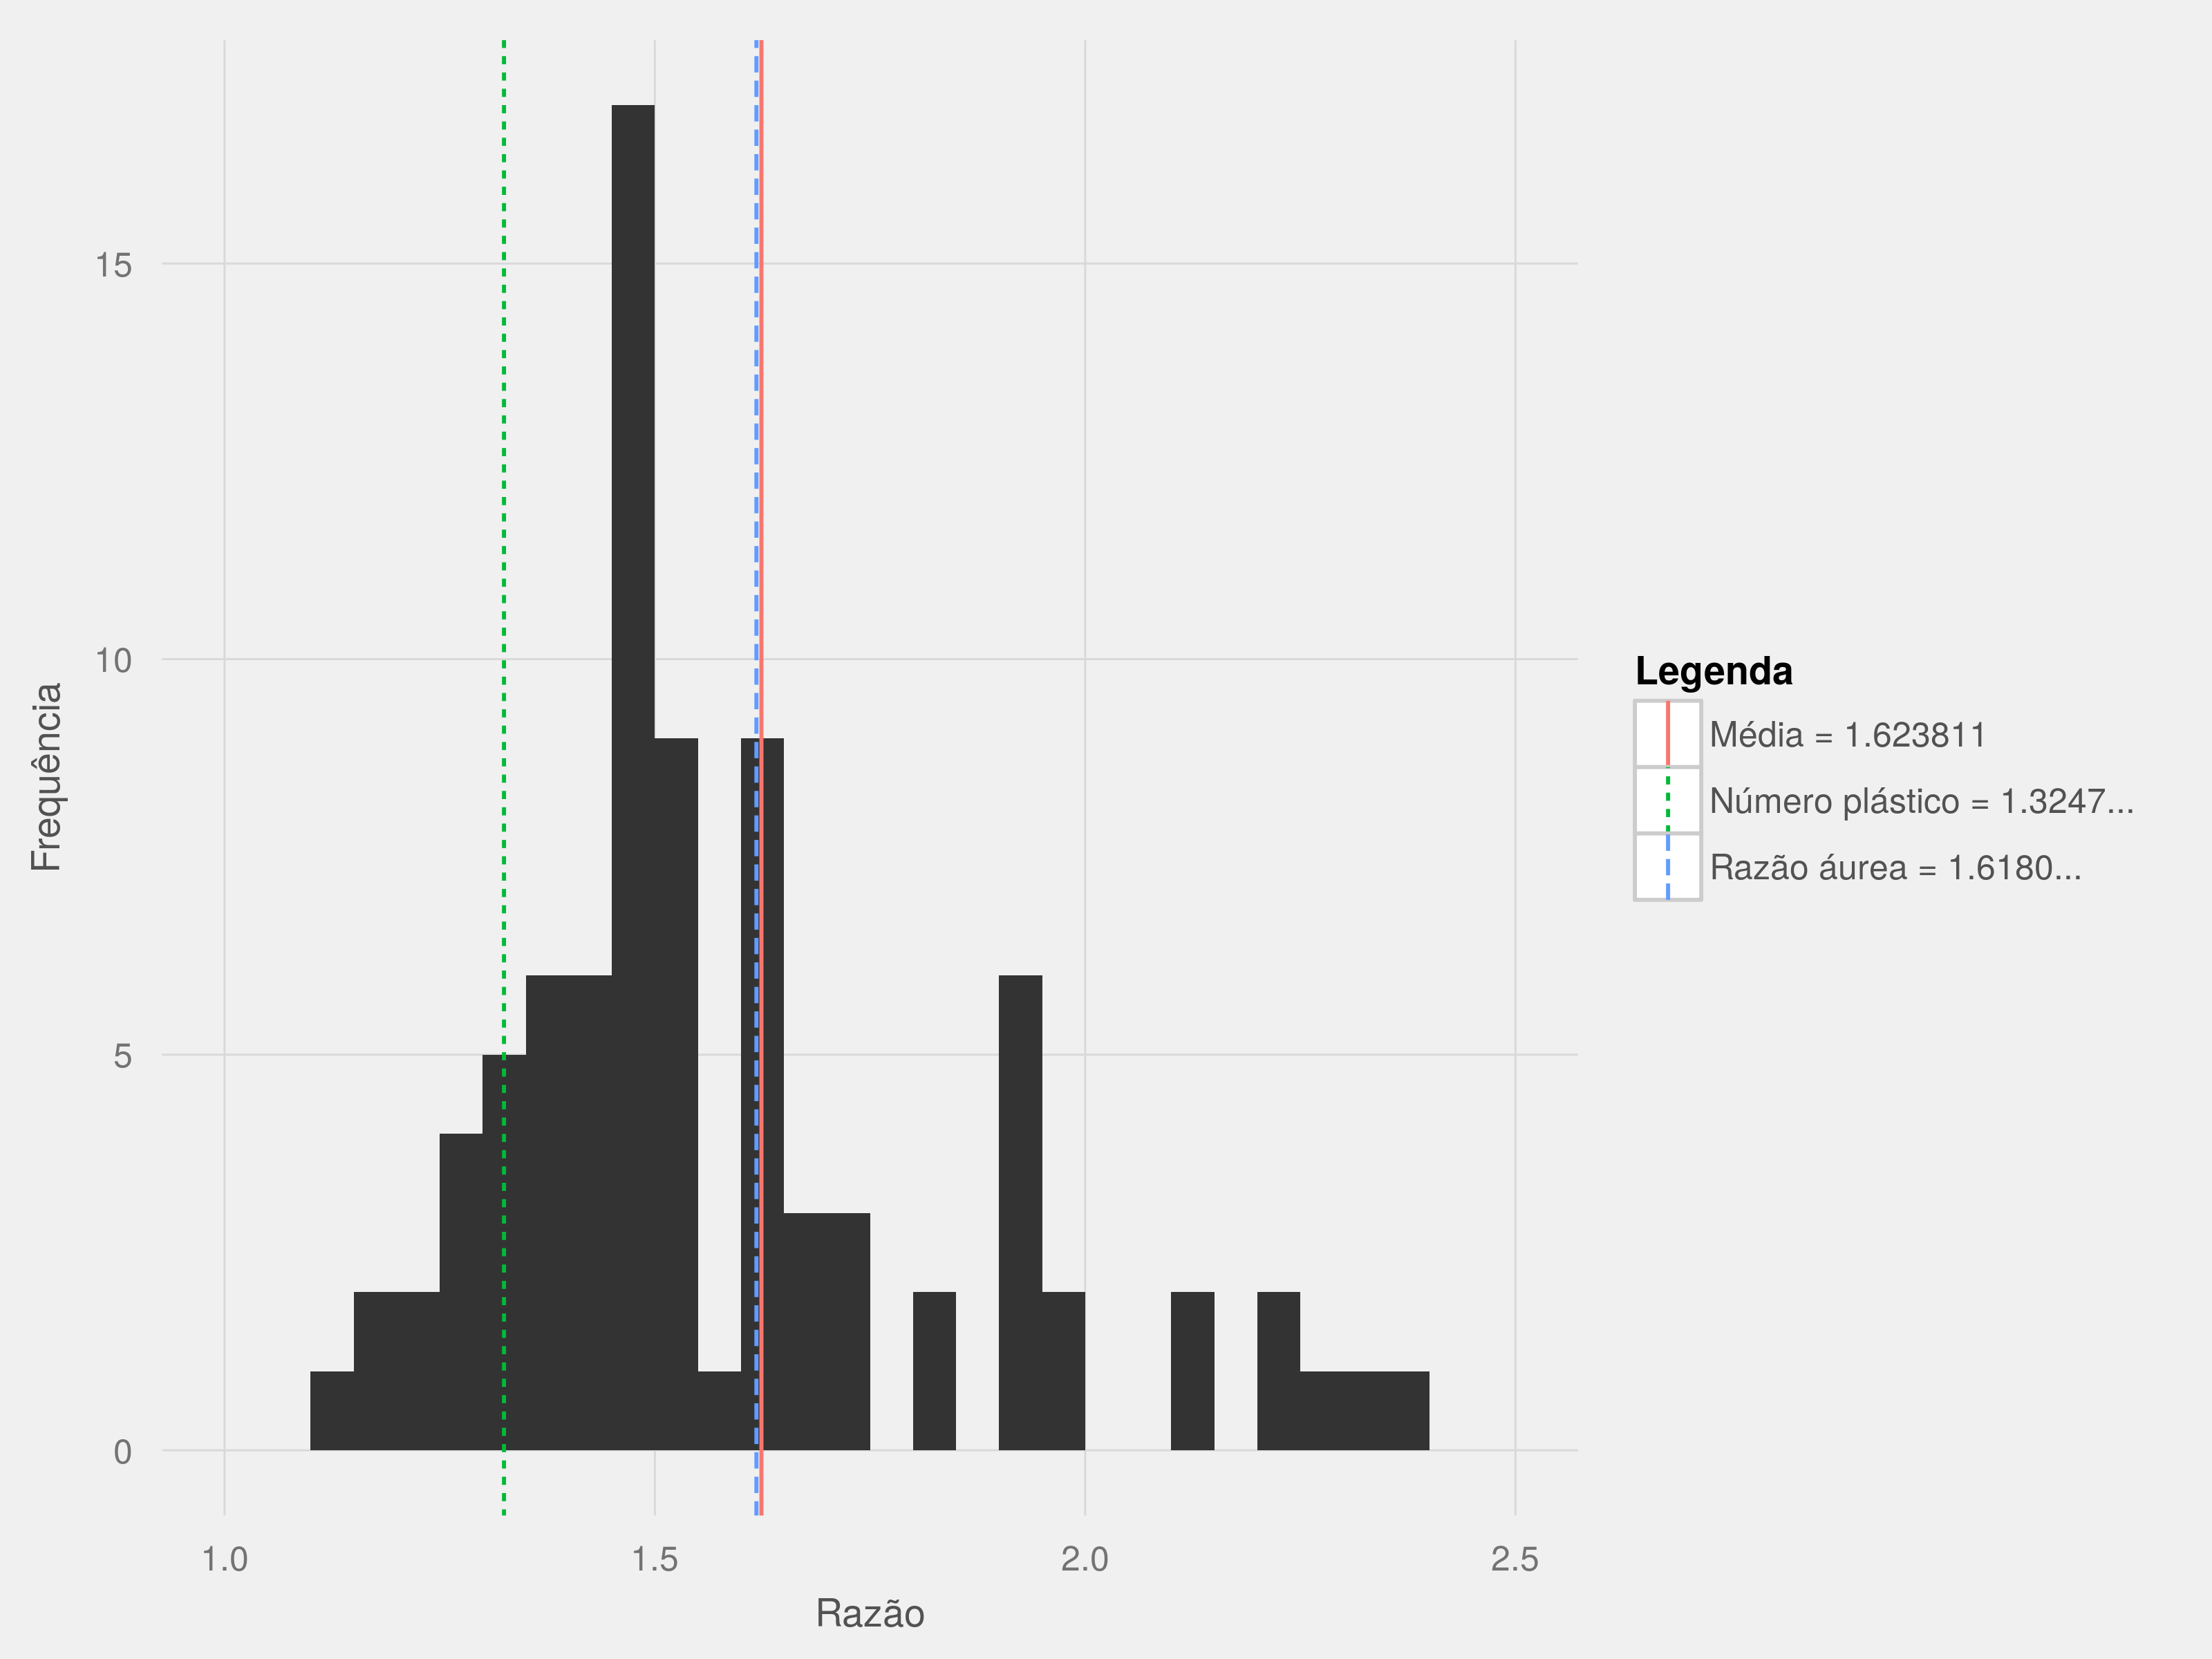 15
10
5
0
Frequência
1.0
1.5
2.0
2.5
Razão
Legenda
Média = 1.623811
Número plástico = 1.3247...
Razão áurea = 1.6180...